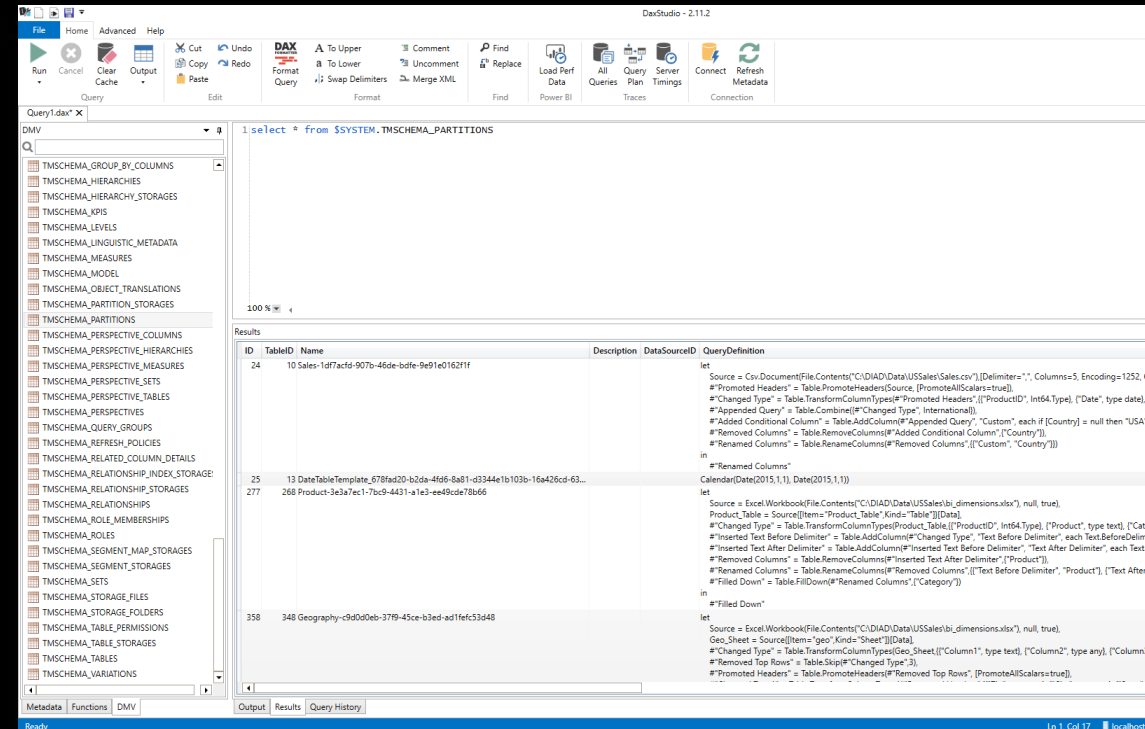 DaxStudio - 2.11.2
File Home Advanced Help
Run Cancel Clear Cache Output
Cut Copy Paste Undo Redo
DAX FORMATTER Format Query
A To Upper
a To Lower
Swap Delimiters
Comment
Uncomment
Merge XML
Find
Replace
Load Perf Data
All Queries Query Plan Server Timings
Connect Refresh Metadata
Query Edit Format Find Power BI Traces Connection
Query1.dax*
DMV
TMSCHEMA_GROUP_BY_COLUMNS
TMSCHEMA_HIERARCHIES
TMSCHEMA_HIERARCHY_STORAGES
TMSCHEMA_KPIS
TMSCHEMA_LEVELS
TMSCHEMA_LINGUISTIC_METADATA
TMSCHEMA_MEASURES
TMSCHEMA_MODEL
TMSCHEMA_OBJECT_TRANSLATIONS
TMSCHEMA_PARTITION_STORAGES
TMSCHEMA_PARTITIONS
TMSCHEMA_PERSPECTIVE_COLUMNS
TMSCHEMA_PERSPECTIVE_HIERARCHIES
TMSCHEMA_PERSPECTIVE_MEASURES
TMSCHEMA_PERSPECTIVE_SETS
TMSCHEMA_PERSPECTIVE_TABLES
TMSCHEMA_PERSPECTIVES
TMSCHEMA_QUERY_GROUPS
TMSCHEMA_REFRESH_POLICIES
TMSCHEMA_RELATED_COLUMN_DETAILS
TMSCHEMA_RELATIONSHIP_INDEX_STORAGES
TMSCHEMA_RELATIONSHIP_STORAGES
TMSCHEMA_RELATIONSHIPS
TMSCHEMA_ROLE_MEMBERSHIPS
TMSCHEMA_ROLES
TMSCHEMA_SEGMENT_MAP_STORAGES
TMSCHEMA_SEGMENT_STORAGES
TMSCHEMA_SETS
TMSCHEMA_STORAGE_FILES
TMSCHEMA_STORAGE_FOLDERS
TMSCHEMA_TABLE_PERMISSIONS
TMSCHEMA_TABLE_STORAGES
TMSCHEMA_TABLES
TMSCHEMA_VARIATIONS
Metadata Functions DMV
1 select * from $SYSTEM.TMSCHEMA_PARTITIONS
100 %
Results
ID TableID Name Description DataSourceID QueryDefinition
24 10 Sales-1df7acfd-907b-46de-bdfe-9e91e0162f1f let
Source = Csv.Document(File.Contents("C:\DIAD\Data\USSales\Sales.csv"),[Delimiter=",", Columns=5, Encoding=1252,
#"Promoted Headers" = Table.PromoteHeaders(Source, [PromoteAllScalars=true]),
#"Changed Type" = Table.TransformColumnTypes(#"Promoted Headers",{{"ProductID", Int64.Type}, {"Date", type date},
#"Appended Query" = Table.Combine({#"Changed Type", International}),
#"Added Conditional Column" = Table.AddColumn(#"Appended Query", "Custom", each if [Country] = null then "USA"
#"Removed Columns" = Table.RemoveColumns(#"Added Conditional Column",{"Country"}),
#"Renamed Columns" = Table.RenameColumns(#"Removed Columns",{{"Custom", "Country"}})
in
#"Renamed Columns"
25 13 DateTableTemplate_678fad20-b2da-4fd6-8a81-d3344e1b103b-16a426cd-63... Calendar(Date(2015,1,1), Date(2015,1,1))
277 268 Product-3e3a7ec1-7bc9-4431-a1e3-ee49cde78b66 let
Source = Excel.Workbook(File.Contents("C:\DIAD\Data\USSales\bi_dimensions.xlsx"), null, true),
Product_Table = Source{[Item="Product_Table",Kind="Table"]}[Data],
#"Changed Type" = Table.TransformColumnTypes(Product_Table,{{"ProductID", Int64.Type}, {"Product", type text}, {"Cat
#"Inserted Text Before Delimiter" = Table.AddColumn(#"Changed Type", "Text Before Delimiter", each Text.BeforeDelim
#"Inserted Text After Delimiter" = Table.AddColumn(#"Inserted Text Before Delimiter", "Text After Delimiter", each Text
#"Removed Columns" = Table.RemoveColumns(#"Inserted Text After Delimiter",{"Product"}),
#"Renamed Columns" = Table.RenameColumns(#"Removed Columns",{{"Text Before Delimiter", "Product"}, {"Text After
#"Filled Down" = Table.FillDown(#"Renamed Columns",{"Category"})
in
#"Filled Down"
358 348 Geography-c9d0d0eb-37f9-45ce-b3ed-ad1fefc53d48 let
Source = Excel.Workbook(File.Contents("C:\DIAD\Data\USSales\bi_dimensions.xlsx"), null, true),
Geo_Sheet = Source{[Item="geo",Kind="Sheet"]}[Data],
#"Changed Type" = Table.TransformColumnTypes(Geo_Sheet,{{"Column1", type text}, {"Column2", type any}, {"Column
#"Removed Top Rows" = Table.Skip(#"Changed Type",3),
#"Promoted Headers" = Table.PromoteHeaders(#"Removed Top Rows", [PromoteAllScalars=true]),
Output Results Query History
Ready Ln 1, Col 17 localhost